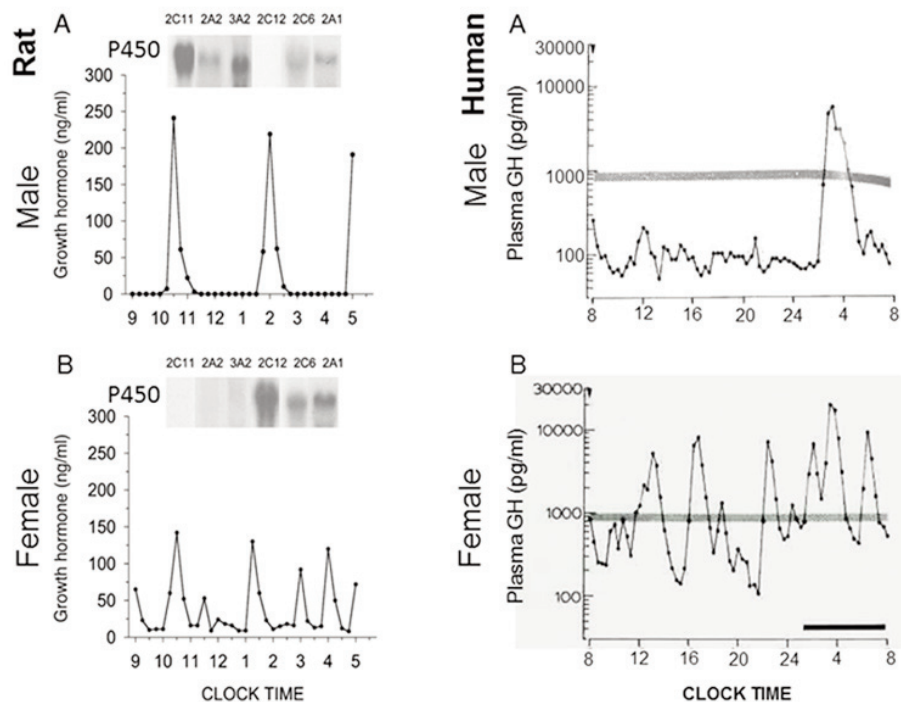 Rat
Male
A
2C11 2A2 3A2 2C12 2C6 2A1
P450
Growth hormone (ng/ml)
300
250
200
150
100
50
0
9 10 11 12 1 2 3 4 5
Female
B
2C11 2A2 3A2 2C12 2C6 2A1
P450
Growth hormone (ng/ml)
300
250
200
150
100
50
0
9 10 11 12 1 2 3 4 5
CLOCK TIME
Human
Male
A
Plasma GH (pg/ml)
30000
10000
1000
100
8 12 16 20 24 4 8
Female
B
Plasma GH (pg/ml)
30000
10000
1000
100
8 12 16 20 24 4 8
CLOCK TIME